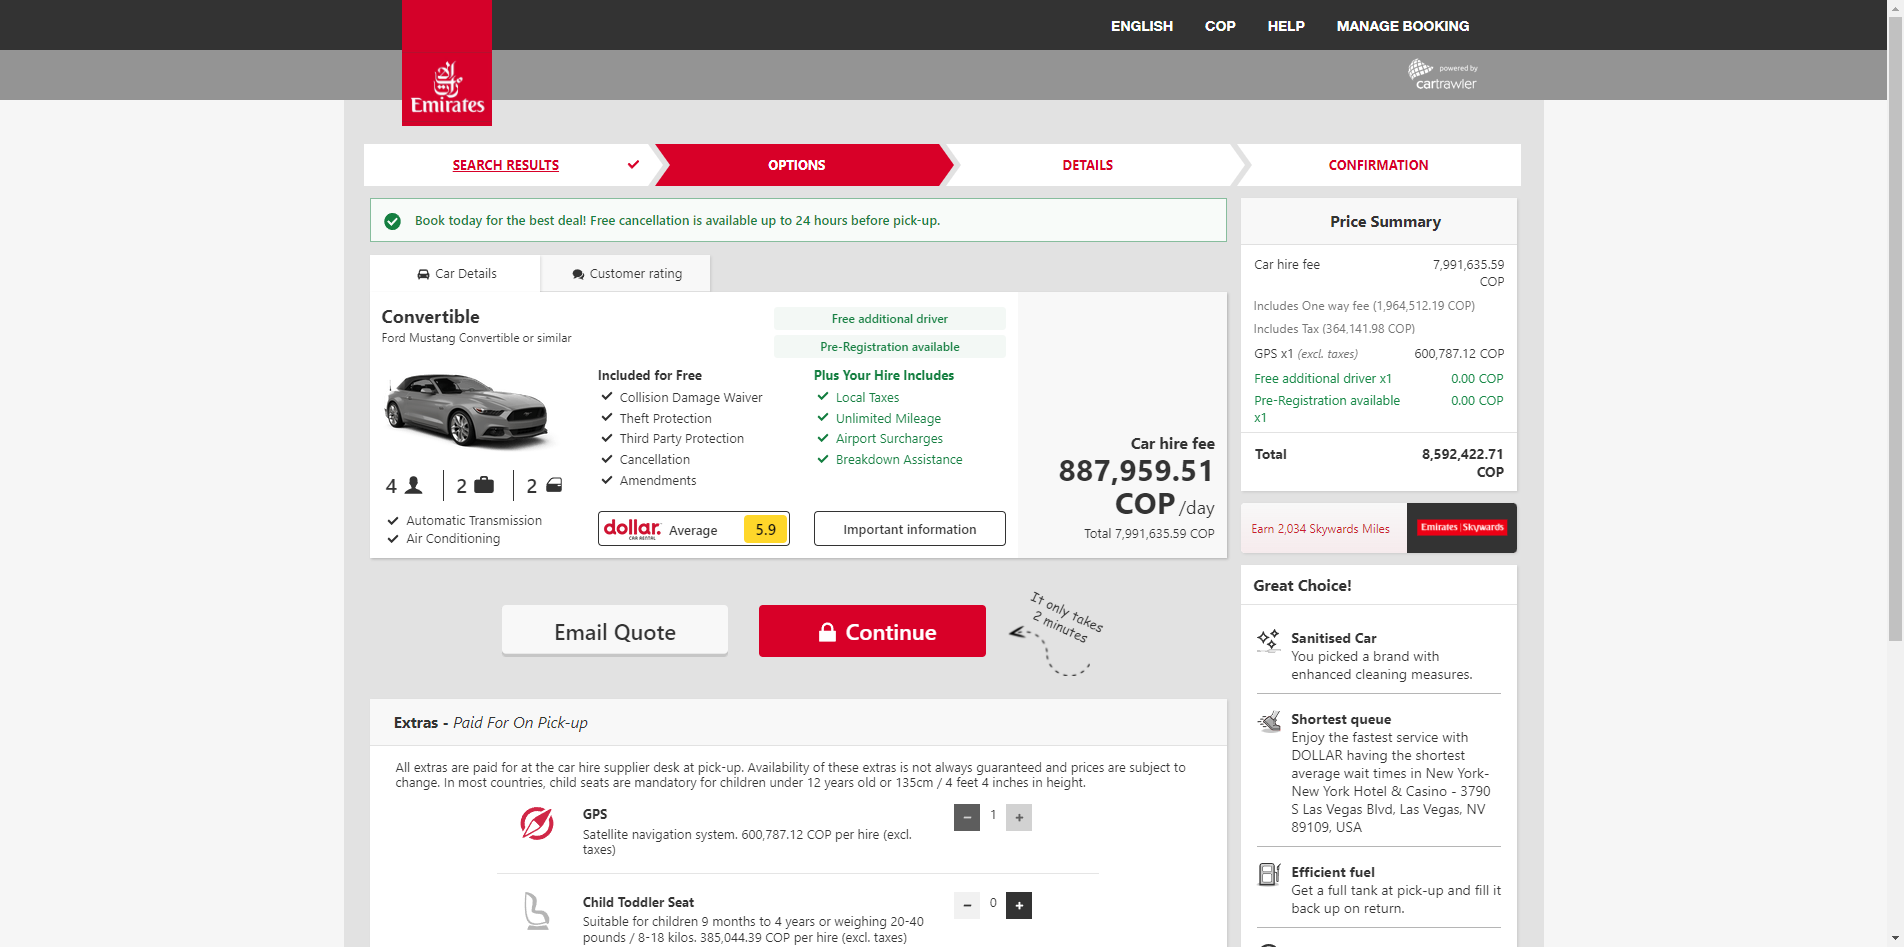 ENGLISH COP HELP MANAGE BOOKING
Emirates
powered by
cartrawler
SEARCH RESULTS OPTIONS DETAILS CONFIRMATION
Book today for the best deal! Free cancellation is available up to 24 hours before pick-up.
Car Details Customer rating
Convertible
Ford Mustang Convertible or similar
Free additional driver
Pre-Registration available
4 2 2
Automatic Transmission
Air Conditioning
Included for Free
Collision Damage Waiver
Theft Protection
Third Party Protection
Cancellation
Amendments
dollar. CAR RENTAL Average 5.9
Plus Your Hire Includes
Local Taxes
Unlimited Mileage
Airport Surcharges
Breakdown Assistance
Important information
Car hire fee
887,959.51
COP /day
Total 7,991,635.59 COP
Email Quote
Continue
It only takes
2 minutes
Extras - Paid For On Pick-up
All extras are paid for at the car hire supplier desk at pick-up. Availability of these extras is not always guaranteed and prices are subject to
change. In most countries, child seats are mandatory for children under 12 years old or 135cm / 4 feet 4 inches in height.
GPS
Satellite navigation system. 600,787.12 COP per hire (excl.
taxes)
- 1 +
Child Toddler Seat
Suitable for children 9 months to 4 years or weighing 20-40
pounds / 8-18 kilos. 385,044.39 COP per hire (excl. taxes)
- 0 +
Price Summary
Car hire fee 7,991,635.59
COP
Includes One way fee (1,964,512.19 COP)
Includes Tax (364,141.98 COP)
GPS x1 (excl. taxes) 600,787.12 COP
Free additional driver x1 0.00 COP
Pre-Registration available 0.00 COP
x1
Total 8,592,422.71
COP
Earn 2,034 Skywards Miles Emirates | Skywards
Great Choice!
Sanitised Car
You picked a brand with
enhanced cleaning measures.
Shortest queue
Enjoy the fastest service with
DOLLAR having the shortest
average wait times in New York-
New York Hotel & Casino - 3790
S Las Vegas Blvd, Las Vegas, NV
89109, USA
Efficient fuel
Get a full tank at pick-up and fill it
back up on return.